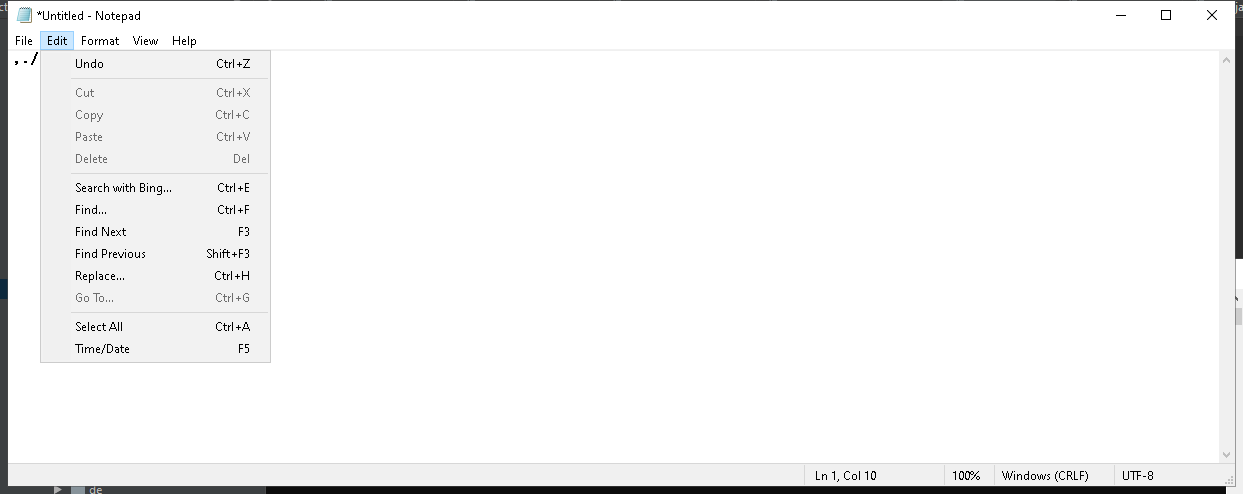 *Untitled - Notepad
File Edit Format View Help
,./
Undo Ctrl+Z
Cut Ctrl+X
Copy Ctrl+C
Paste Ctrl+V
Delete Del
Search with Bing... Ctrl+E
Find... Ctrl+F
Find Next F3
Find Previous Shift+F3
Replace... Ctrl+H
Go To... Ctrl+G
Select All Ctrl+A
Time/Date F5
Ln 1, Col 10 100% Windows (CRLF) UTF-8
de